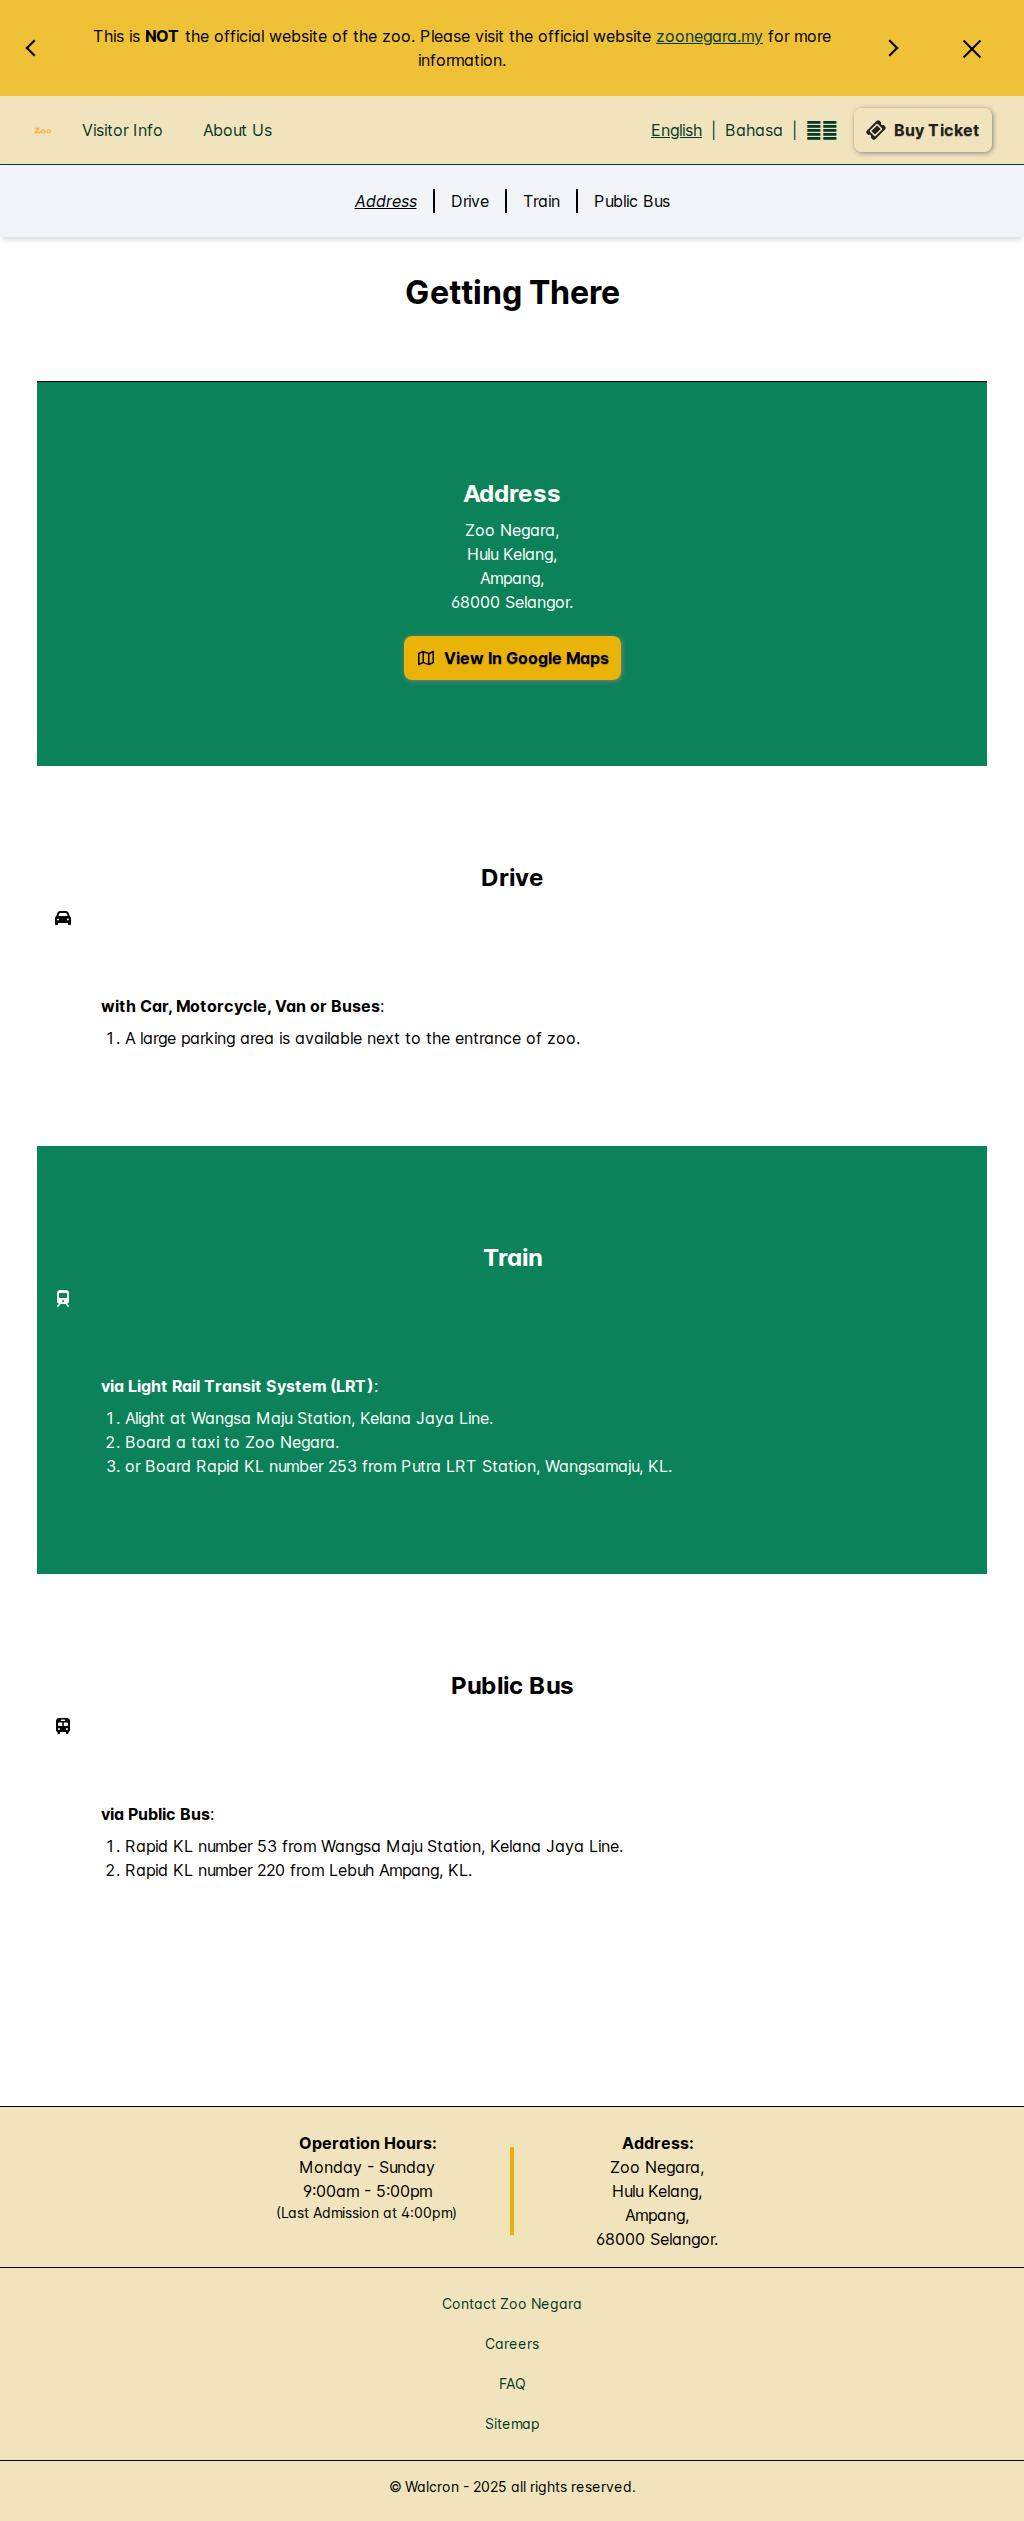 This is NOT the official website of the zoo. Please visit the official website zoonegara.my for more
information.
Zoo
Visitor Info
About Us
English | Bahasa |
Buy Ticket
Address
Drive
Train
Public Bus
Getting There
Address
Zoo Negara,
Hulu Kelang,
Ampang,
68000 Selangor.
View In Google Maps
Drive
with Car, Motorcycle, Van or Buses:
1. A large parking area is available next to the entrance of zoo.
Train
via Light Rail Transit System (LRT):
1. Alight at Wangsa Maju Station, Kelana Jaya Line.
2. Board a taxi to Zoo Negara.
3. or Board Rapid KL number 253 from Putra LRT Station, Wangsamaju, KL.
Public Bus
via Public Bus:
1. Rapid KL number 53 from Wangsa Maju Station, Kelana Jaya Line.
2. Rapid KL number 220 from Lebuh Ampang, KL.
Operation Hours:
Monday - Sunday
9:00am - 5:00pm
(Last Admission at 4:00pm)
Address:
Zoo Negara,
Hulu Kelang,
Ampang,
68000 Selangor.
Contact Zoo Negara
Careers
FAQ
Sitemap
© Walcron - 2025 all rights reserved.